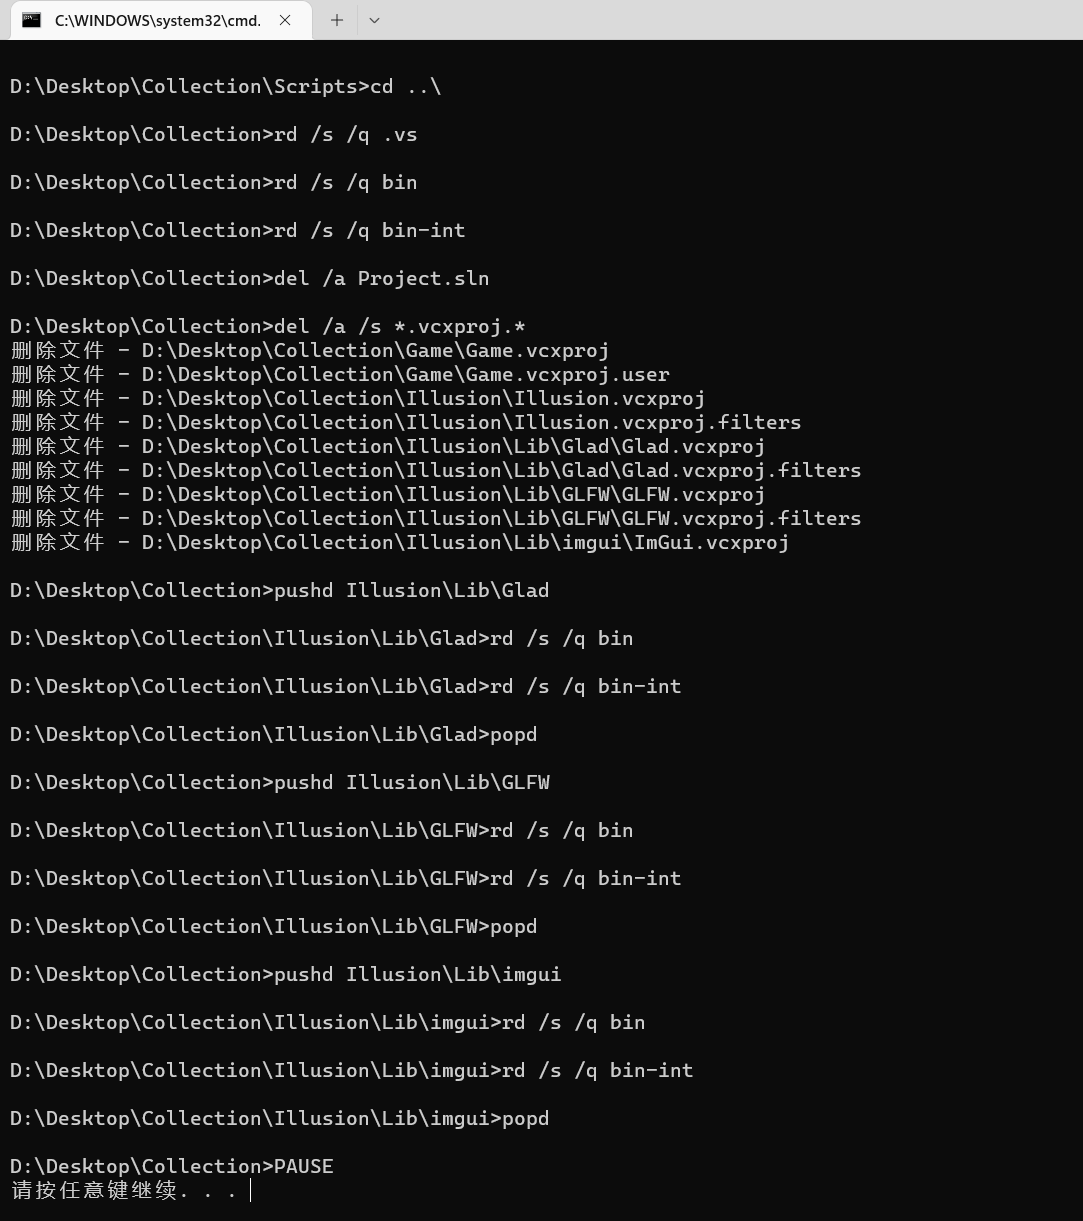 C:\WINDOWS\system32\cmd.
D:\Desktop\Collection\Scripts>cd ..\
D:\Desktop\Collection>rd /s /q .vs
D:\Desktop\Collection>rd /s /q bin
D:\Desktop\Collection>rd /s /q bin-int
D:\Desktop\Collection>del /a Project.sln
D:\Desktop\Collection>del /a /s *.vcxproj.*
删除文件 - D:\Desktop\Collection\Game\Game.vcxproj
删除文件 - D:\Desktop\Collection\Game\Game.vcxproj.user
删除文件 - D:\Desktop\Collection\Illusion\Illusion.vcxproj
删除文件 - D:\Desktop\Collection\Illusion\Illusion.vcxproj.filters
删除文件 - D:\Desktop\Collection\Illusion\Lib\Glad\Glad.vcxproj
删除文件 - D:\Desktop\Collection\Illusion\Lib\Glad\Glad.vcxproj.filters
删除文件 - D:\Desktop\Collection\Illusion\Lib\GLFW\GLFW.vcxproj
删除文件 - D:\Desktop\Collection\Illusion\Lib\GLFW\GLFW.vcxproj.filters
删除文件 - D:\Desktop\Collection\Illusion\Lib\imgui\ImGui.vcxproj
D:\Desktop\Collection>pushd Illusion\Lib\Glad
D:\Desktop\Collection\Illusion\Lib\Glad>rd /s /q bin
D:\Desktop\Collection\Illusion\Lib\Glad>rd /s /q bin-int
D:\Desktop\Collection\Illusion\Lib\Glad>popd
D:\Desktop\Collection>pushd Illusion\Lib\GLFW
D:\Desktop\Collection\Illusion\Lib\GLFW>rd /s /q bin
D:\Desktop\Collection\Illusion\Lib\GLFW>rd /s /q bin-int
D:\Desktop\Collection\Illusion\Lib\GLFW>popd
D:\Desktop\Collection>pushd Illusion\Lib\imgui
D:\Desktop\Collection\Illusion\Lib\imgui>rd /s /q bin
D:\Desktop\Collection\Illusion\Lib\imgui>rd /s /q bin-int
D:\Desktop\Collection\Illusion\Lib\imgui>popd
D:\Desktop\Collection>PAUSE
请按任意键继续. . .